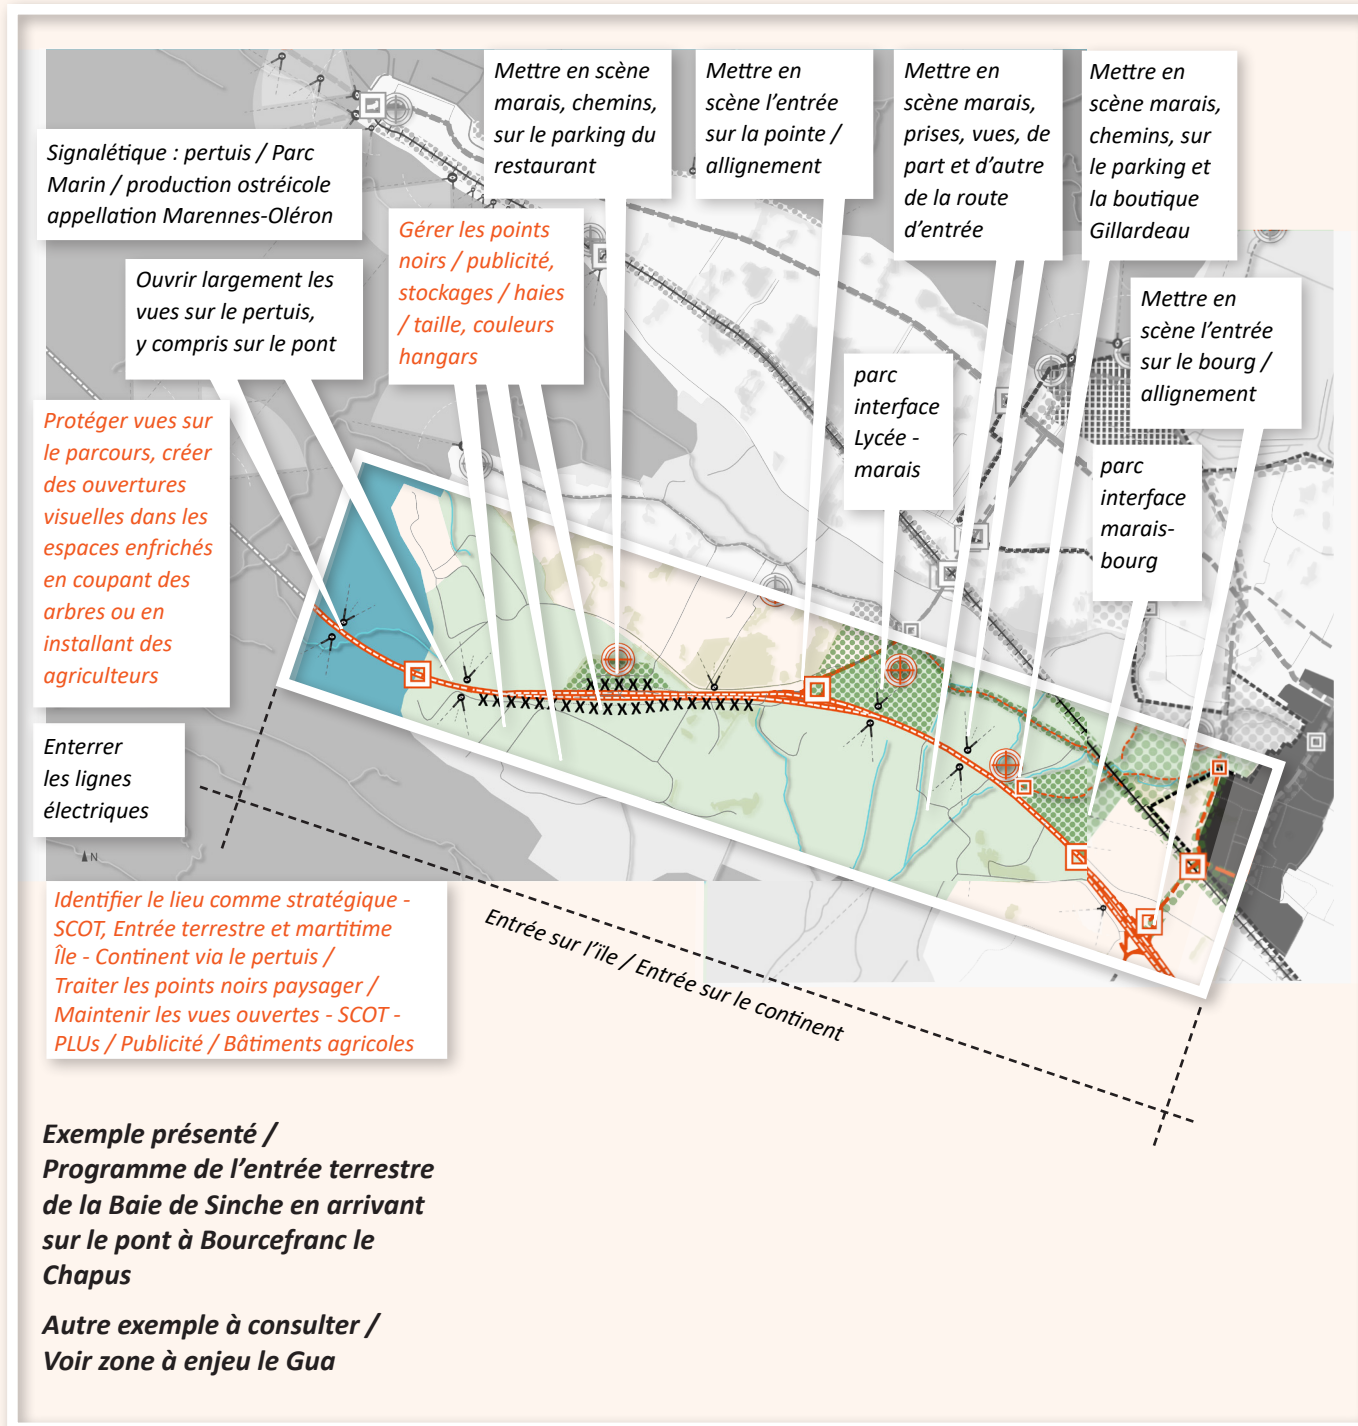 Mettre en scène
marais, chemins,
sur le parking du
restaurant
Mettre en
scène l’entrée
sur la pointe /
allignement
Mettre en
scène marais,
prises, vues, de
part et d’autre
de la route
d’entrée
Mettre en
scène marais,
chemins, sur
le parking et
la boutique
Gillardeau
Signalétique : pertuis / Parc
Marin / production ostréicole
appellation Marennes-Oléron
Gérer les points
noirs / publicité,
stockages / haies
/ taille, couleurs
hangars
Ouvrir largement les
vues sur le pertuis,
y compris sur le pont
Mettre en
scène l’entrée
sur le bourg /
allignement
parc
interface
Lycée -
marais
parc
interface
marais-
bourg
Protéger vues sur
le parcours, créer
des ouvertures
visuelles dans les
espaces enfrichés
en coupant des
arbres ou en
installant des
agriculteurs
XXXXX
XXXXXXXXXXXXXXXXXXXX
Enterrer
les lignes
électriques
N
Identifier le lieu comme stratégique -
SCOT, Entrée terrestre et martitime
Île - Continent via le pertuis /
Traiter les points noirs paysager /
Maintenir les vues ouvertes - SCOT -
PLUs / Publicité / Bâtiments agricoles
Entrée sur l’île / Entrée sur le continent
Exemple présenté /
Programme de l’entrée terrestre
de la Baie de Sinche en arrivant
sur le pont à Bourcefranc le
Chapus
Autre exemple à consulter /
Voir zone à enjeu le Gua